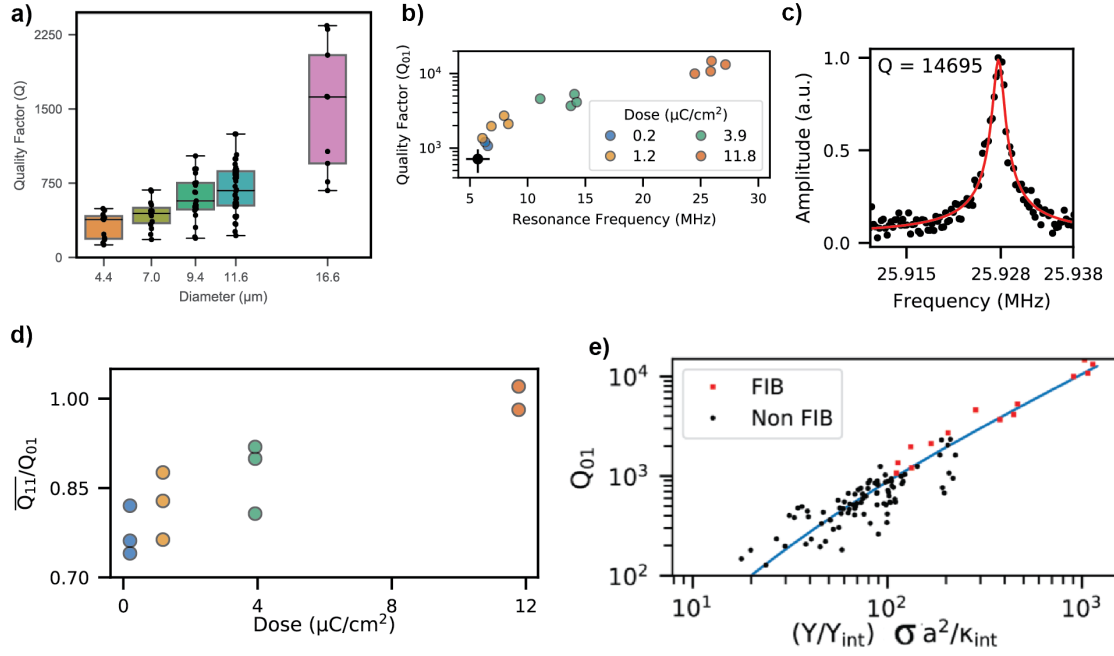 a)
Quality Factor (Q)
2250
1500
750
0
4.4
7.0
9.4
11.6
16.6
Diameter (μm)
b)
Quality Factor (Q01)
10^4
10^3
Dose (μC/cm²)
0.2
3.9
1.2
11.8
5
10
15
20
25
30
Resonance Frequency (MHz)
c)
Q = 14695
Amplitude (a.u.)
1.0
0.5
0.0
25.915
25.928
25.938
Frequency (MHz)
d)
Q11/Q01
1.00
0.85
0.70
0
4
8
12
Dose (μC/cm²)
e)
FIB
Non FIB
Q01
10^4
10^3
10^2
10^1
10^2
10^3
(Y/Yint) σ a²/κint